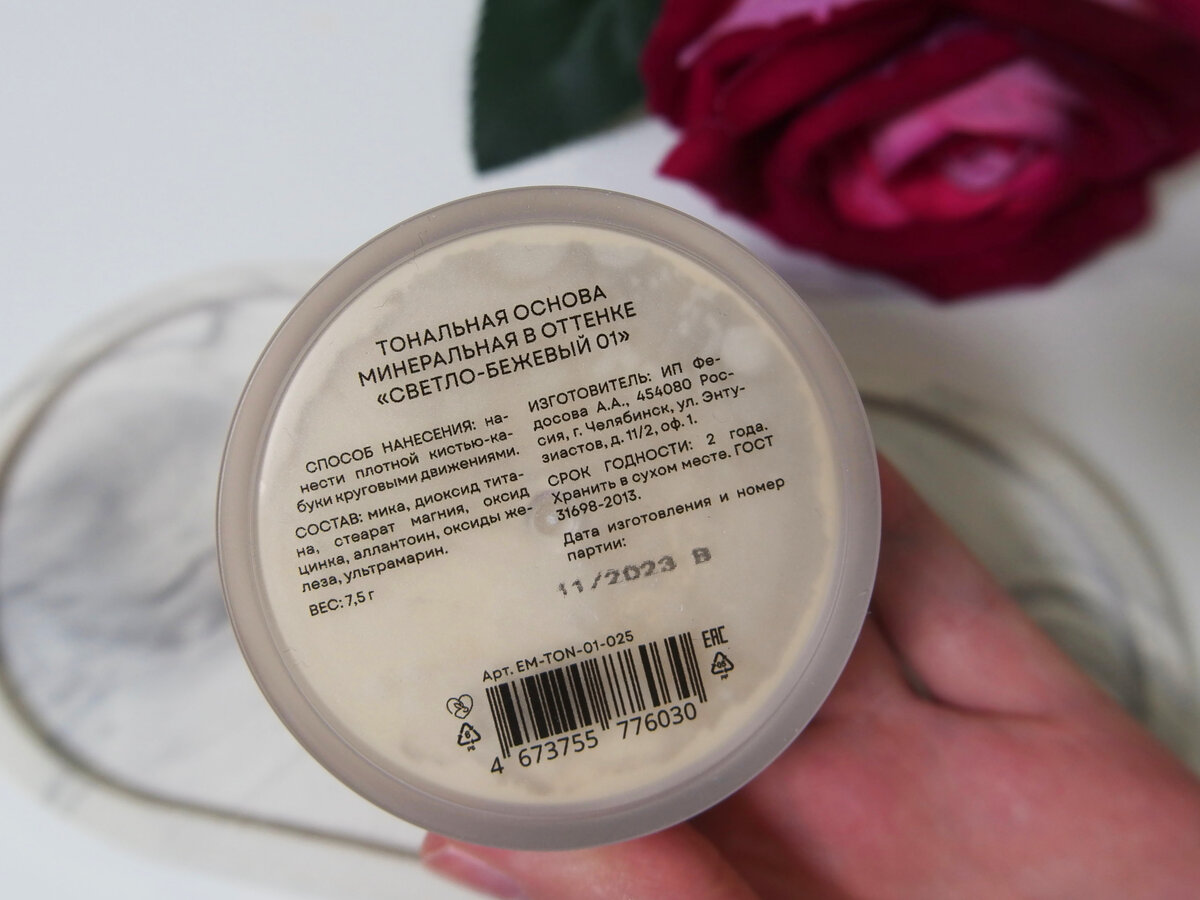 ТОНАЛЬНАЯ ОСНОВА
МИНЕРАЛЬНАЯ В ОТТЕНКЕ
«СВЕТЛО-БЕЖЕВЫЙ 01»
СПОСОБ НАНЕСЕНИЯ: на-
нести плотной кистью-ка-
буки круговыми движениями.
СОСТАВ: мика, диоксид тита-
на, стеарат магния, оксид
цинка, аллантоин, оксиды же-
леза, ультрамарин.
ВЕС: 7,5 г
ИЗГОТОВИТЕЛЬ: ИП Фе-
досова А.А., 454080 Рос-
сия, г. Челябинск, ул. Энту-
зиастов, д. 11/2, оф. 1.
СРОК ГОДНОСТИ: 2 года.
Хранить в сухом месте. ГОСТ
31698-2013.
Дата изготовления и номер
партии:
11/2023 В
Арт. EM-TON-01-025
EAC
4 673755 776030